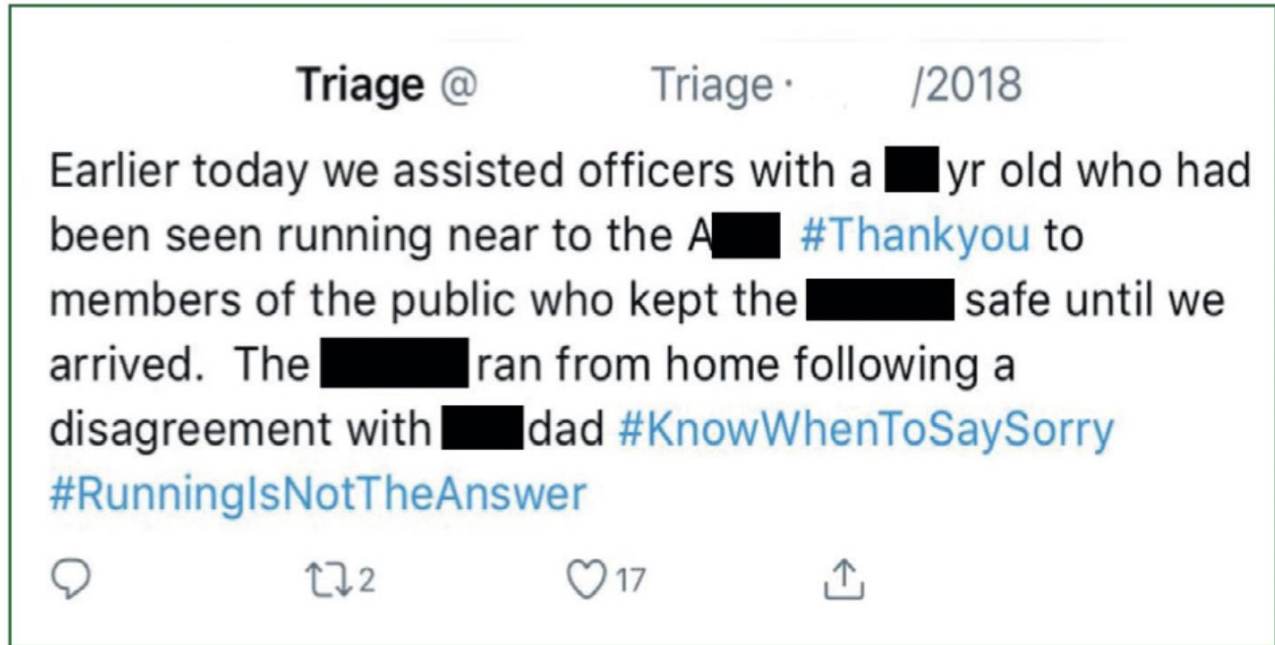 Triage @ Triage · /2018
Earlier today we assisted officers with a yr old who had
been seen running near to the A #Thankyou to
members of the public who kept the safe until we
arrived. The ran from home following a
disagreement with dad #KnowWhenToSaySorry
#RunningIsNotTheAnswer
2 17